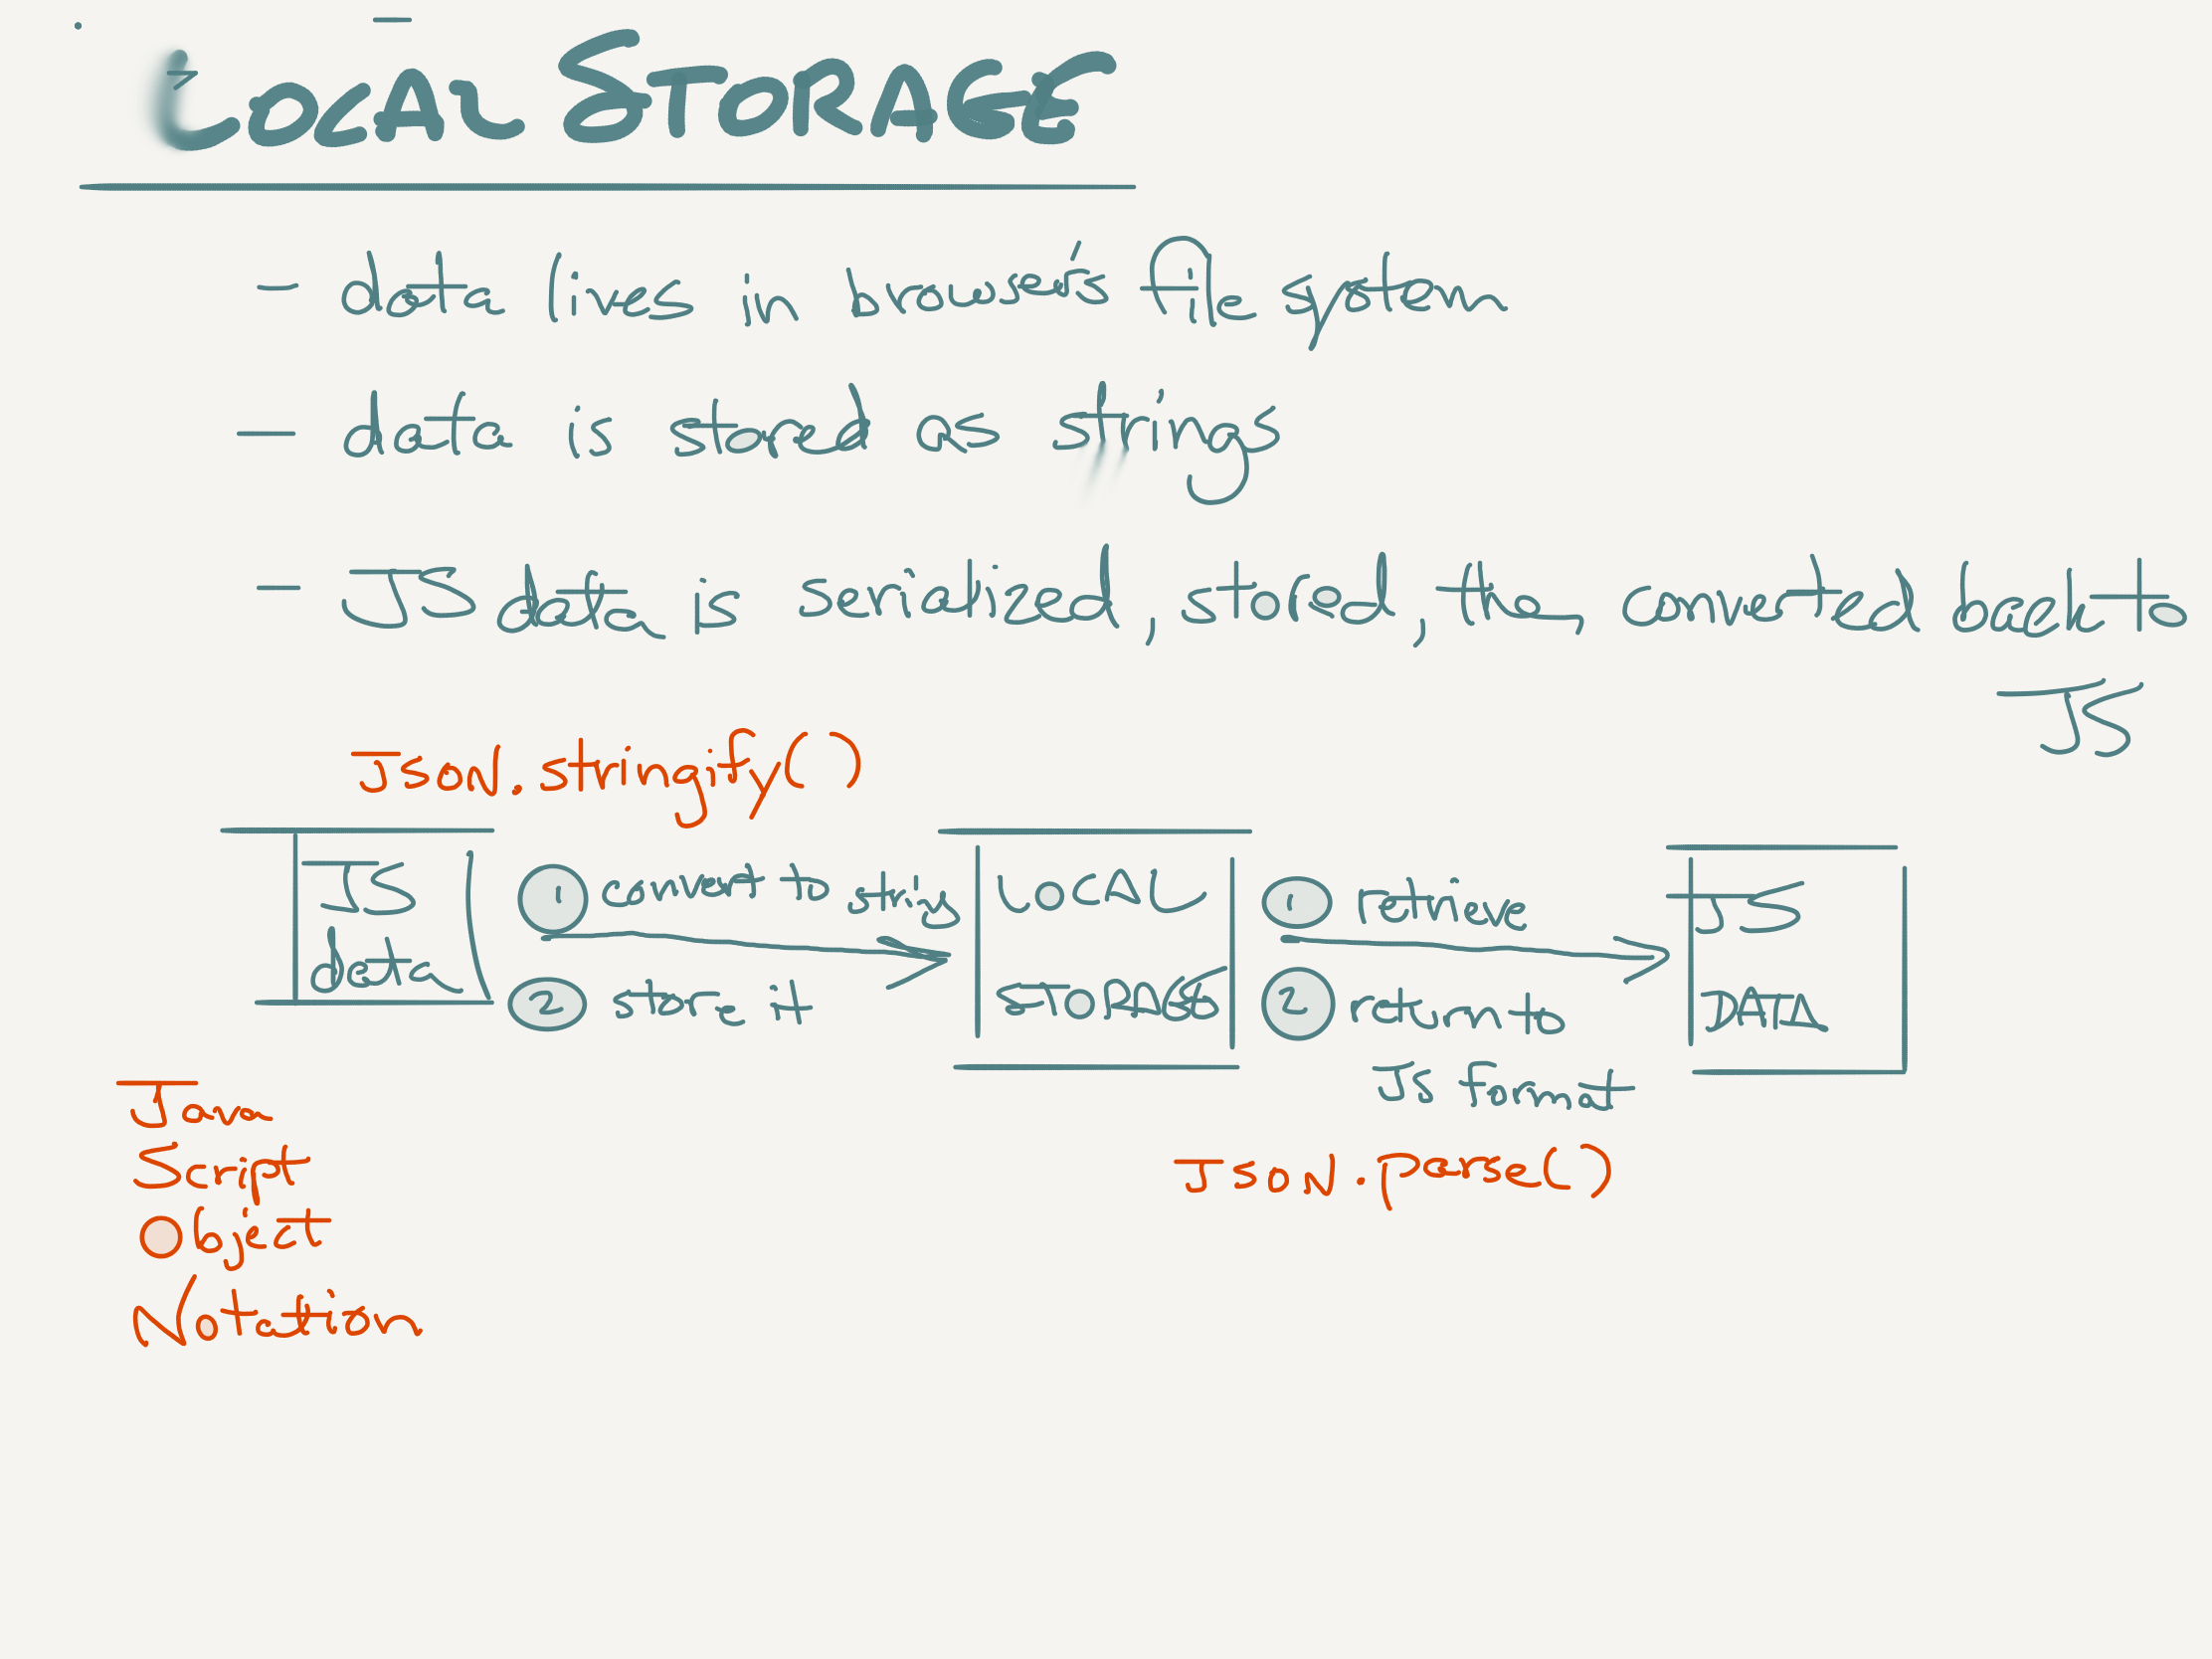 LOCAL STORAGE
- data lives in browser's file system
- data is stored as strings
- JS data is serialized, stored, then converted back to
JS
JSON.stringify()
JS
data
1 convert to string
2 store it
LOCAL
STORAGE
1 retrieve
2 return to
JS format
JS
DATA
JSON.parse()
Java
Script
Object
Notation